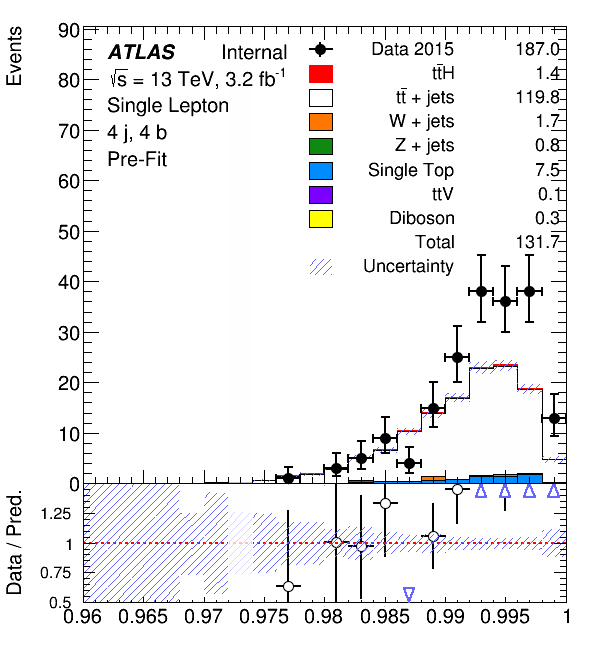 ATLAS Internal
√s = 13 TeV, 3.2 fb⁻¹
Single Lepton
4 j, 4 b
Pre-Fit
Data 2015 187.0
tt̄H 1.4
tt̄ + jets 119.8
W + jets 1.7
Z + jets 0.8
Single Top 7.5
ttV 0.1
Diboson 0.3
Total 131.7
Uncertainty
Events
90
80
70
60
50
40
30
20
10
0
Data / Pred.
1.25
1
0.75
0.5
0.96 0.965 0.97 0.975 0.98 0.985 0.99 0.995 1